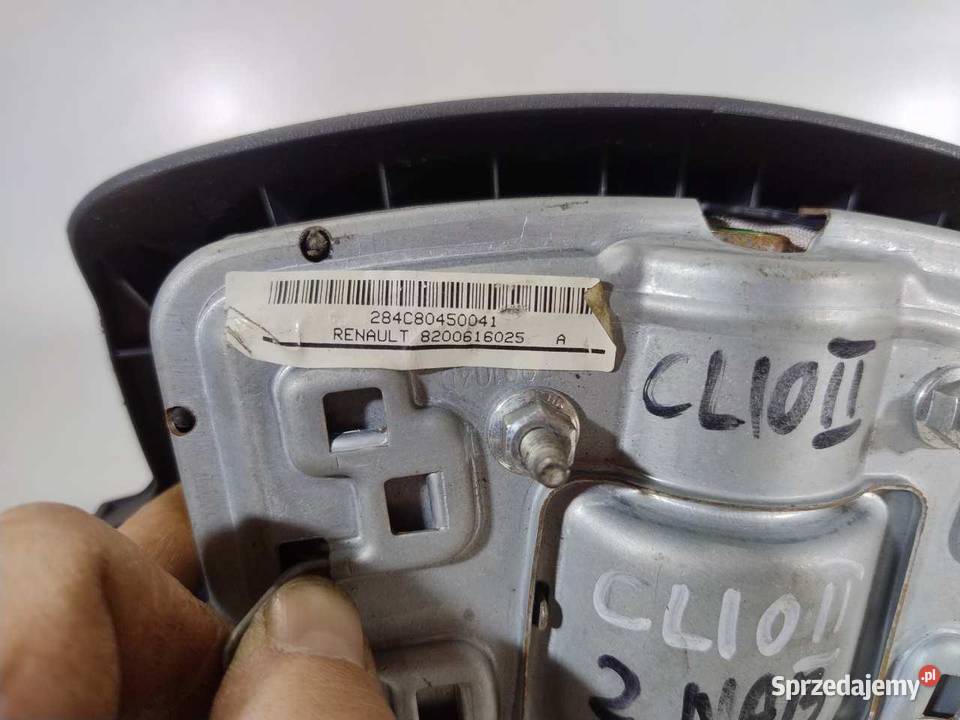 284C80450041
RENAULT 8200616025 A
CLIO II
CLIO II
Sprzedajemy.pl